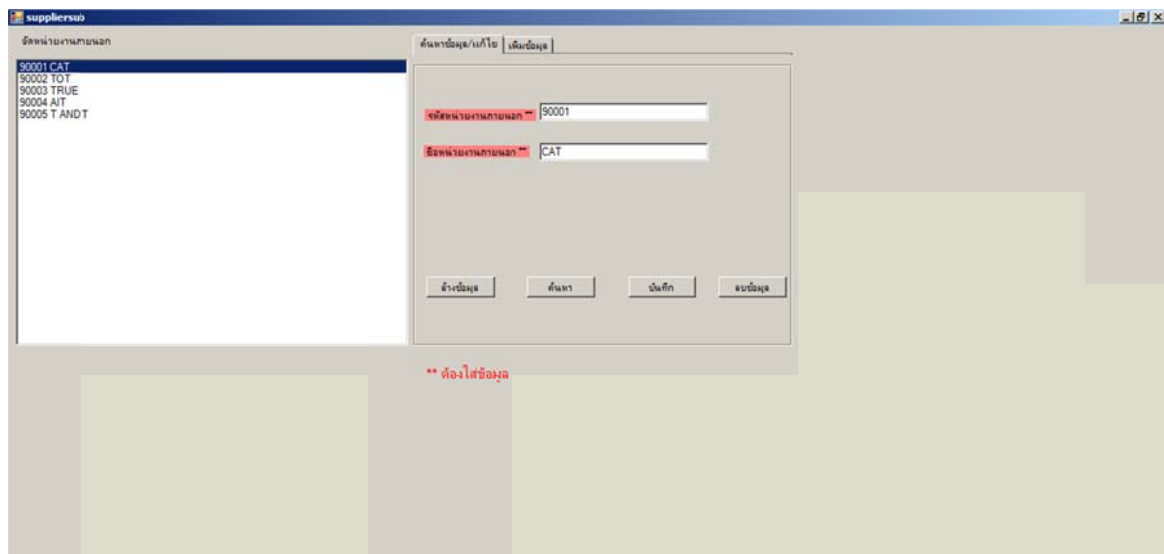 suppliersub
จัดหน่วยงานภายนอก
ค้นหาข้อมูล/แก้ไข
เพิ่มข้อมูล
90001 CAT
90002 TOT
90003 TRUE
90004 AIT
90005 T ANDT
รหัสหน่วยงานภายนอก **
90001
ชื่อหน่วยงานภายนอก **
CAT
ล้างข้อมูล
ค้นหา
บันทึก
ลบข้อมูล
** ต้องใส่ข้อมูล